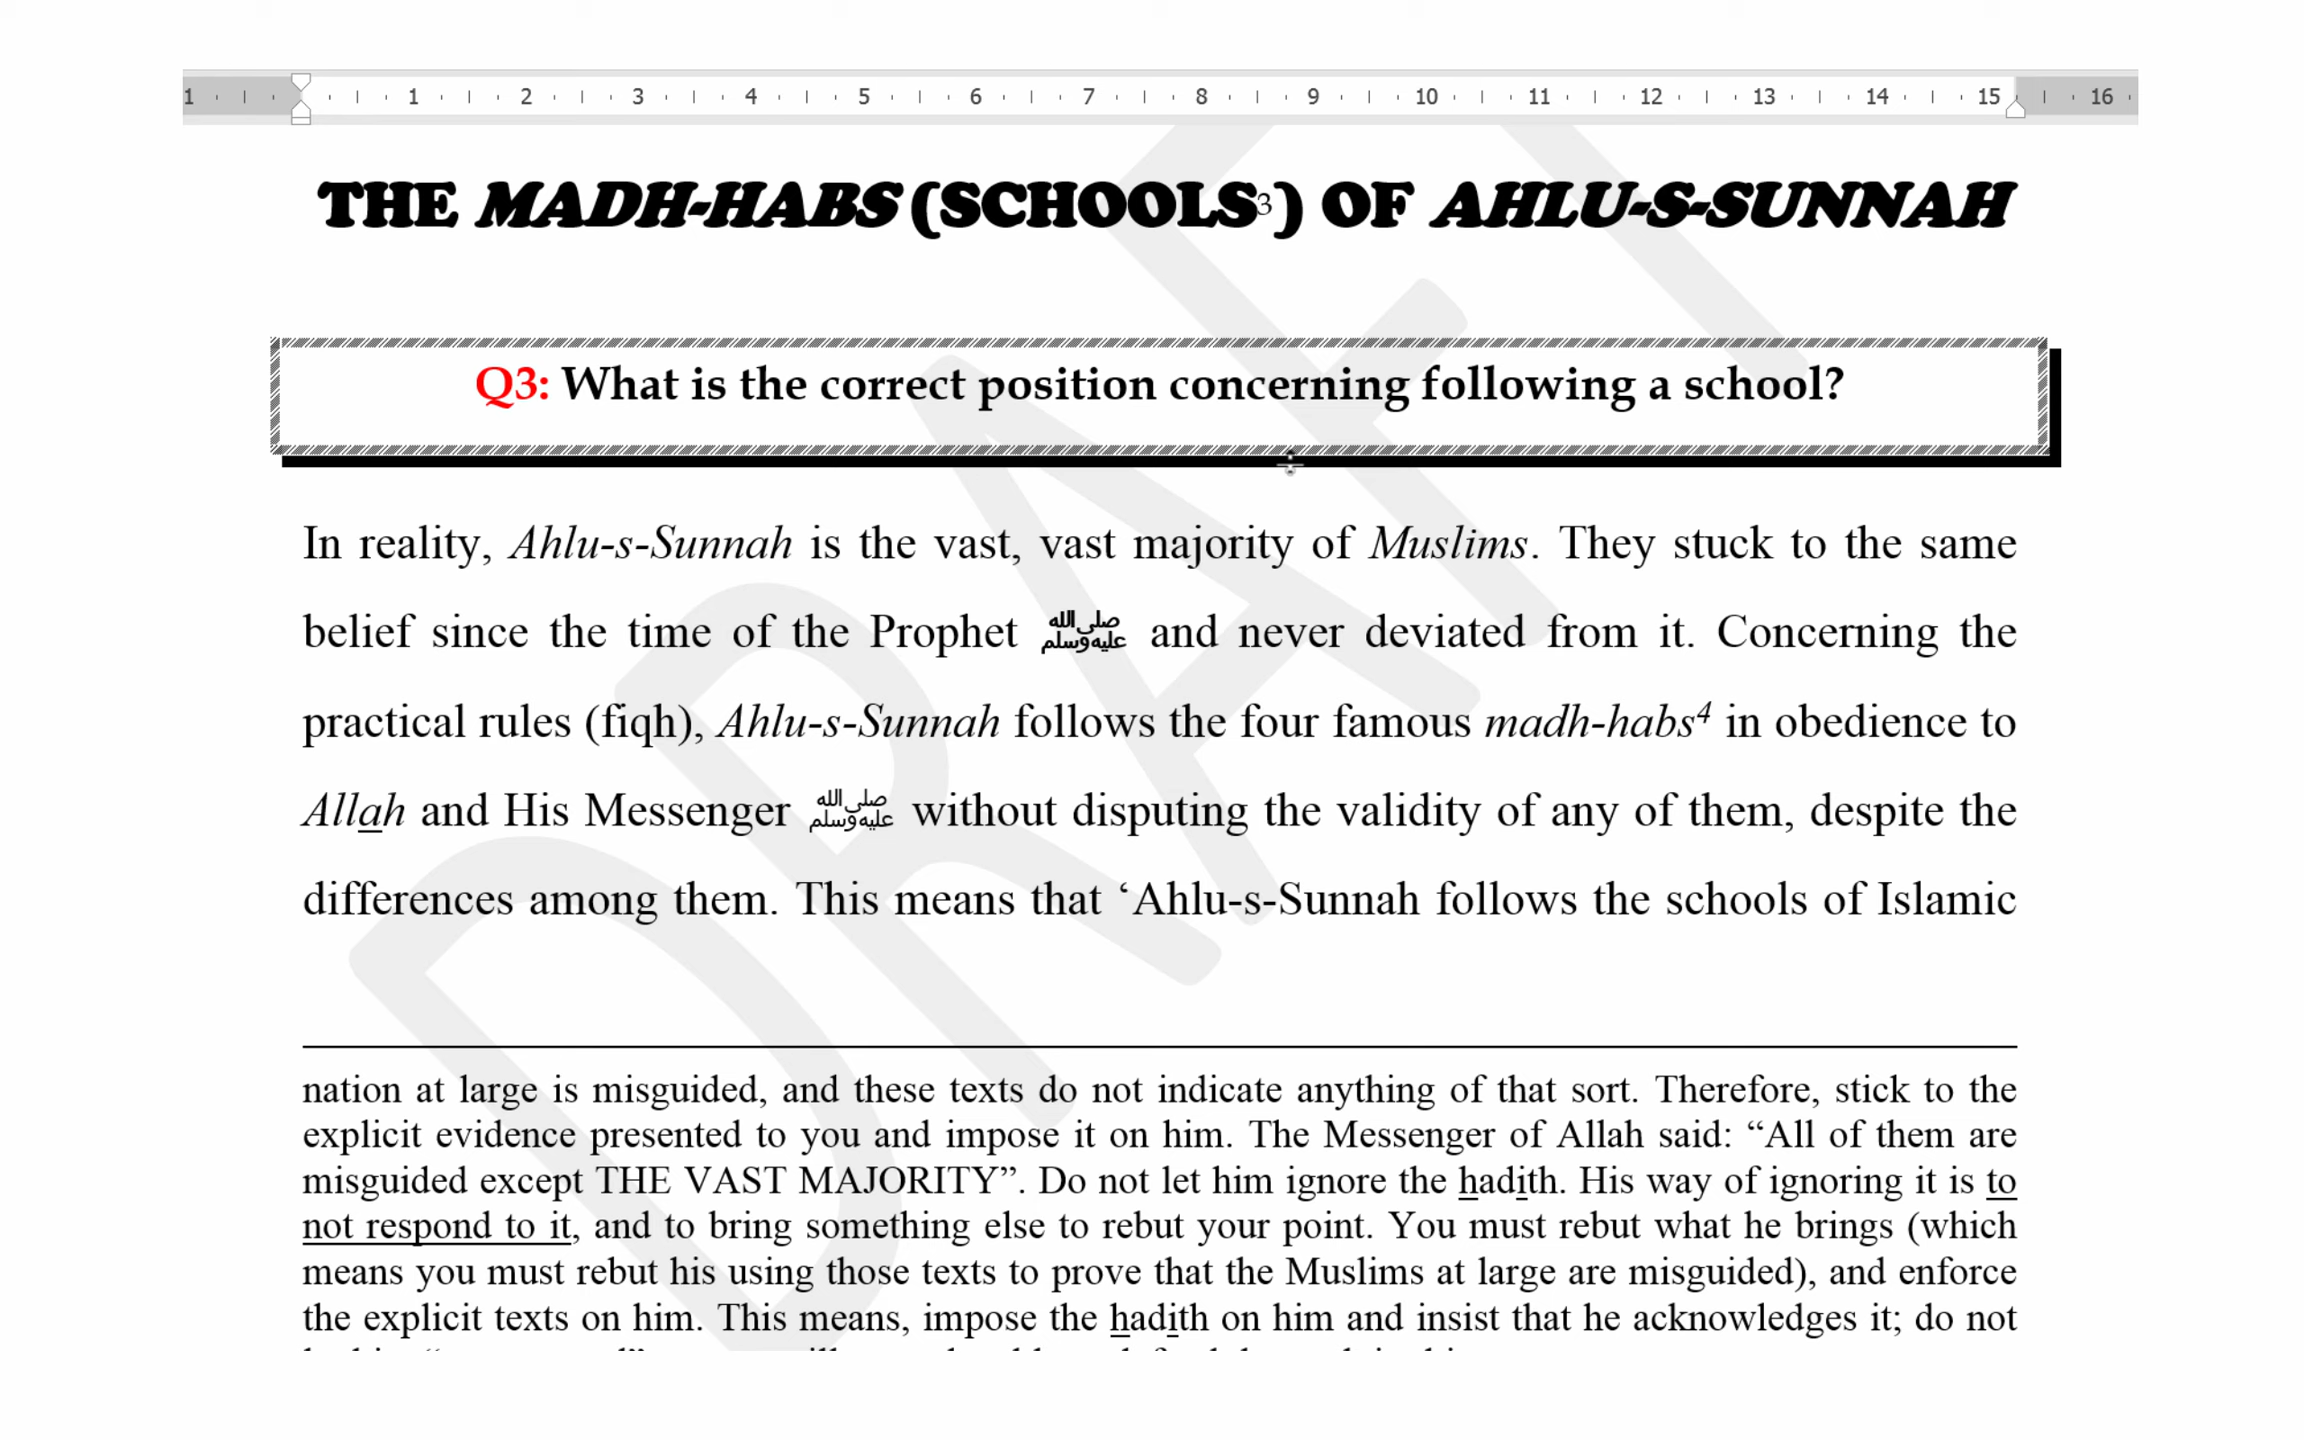 1 1 2 3 4 5 6 7 8 9 10 11 12 13 14 15 16
THE MADH-HABS (SCHOOLS3) OF AHLU-S-SUNNAH
Q3: What is the correct position concerning following a school?
In reality, Ahlu-s-Sunnah is the vast, vast majority of Muslims. They stuck to the same
belief since the time of the Prophet ﷺ and never deviated from it. Concerning the
practical rules (fiqh), Ahlu-s-Sunnah follows the four famous madh-habs4 in obedience to
Allah and His Messenger ﷺ without disputing the validity of any of them, despite the
differences among them. This means that ‘Ahlu-s-Sunnah follows the schools of Islamic
nation at large is misguided, and these texts do not indicate anything of that sort. Therefore, stick to the
explicit evidence presented to you and impose it on him. The Messenger of Allah said: “All of them are
misguided except THE VAST MAJORITY”. Do not let him ignore the hadith. His way of ignoring it is to
not respond to it, and to bring something else to rebut your point. You must rebut what he brings (which
means you must rebut his using those texts to prove that the Muslims at large are misguided), and enforce
the explicit texts on him. This means, impose the hadith on him and insist that he acknowledges it; do not
DRAFT